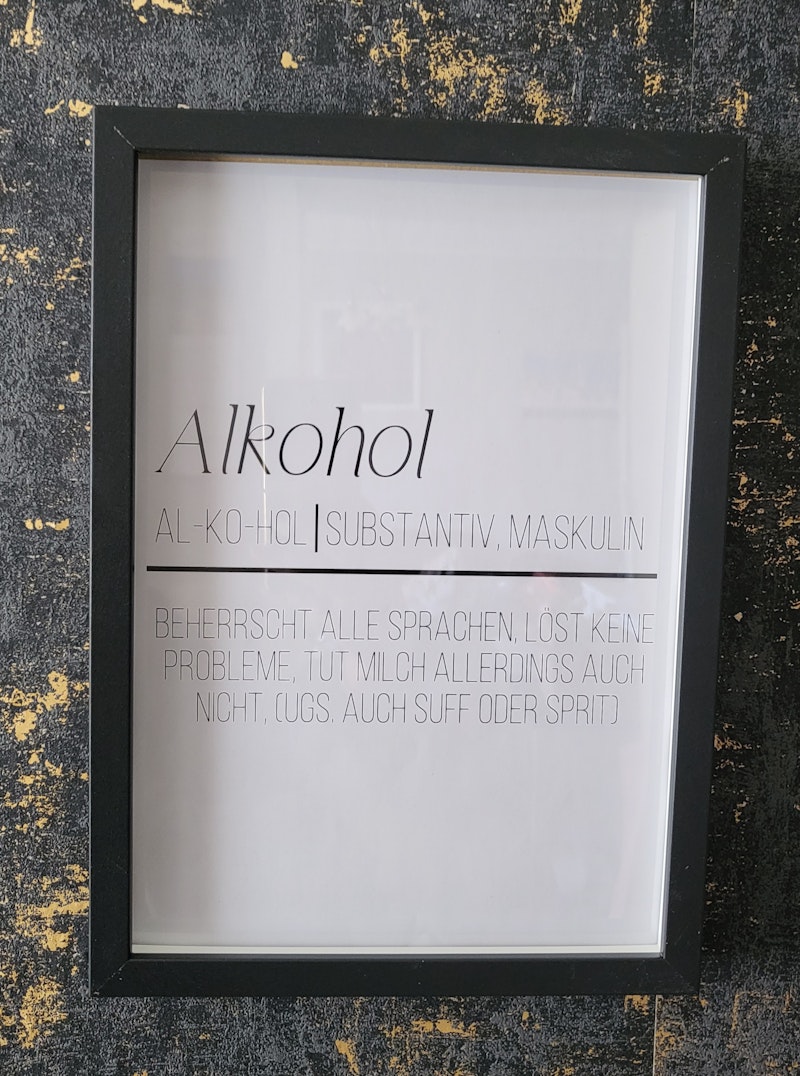 Alkohol
AL-KO-HOL | SUBSTANTIV, MASKULIN
BEHERRSCHT ALLE SPRACHEN, LÖST KEINE
PROBLEME, TUT MILCH ALLERDINGS AUCH
NICHT, (UGS. AUCH SUFF ODER SPRIT)